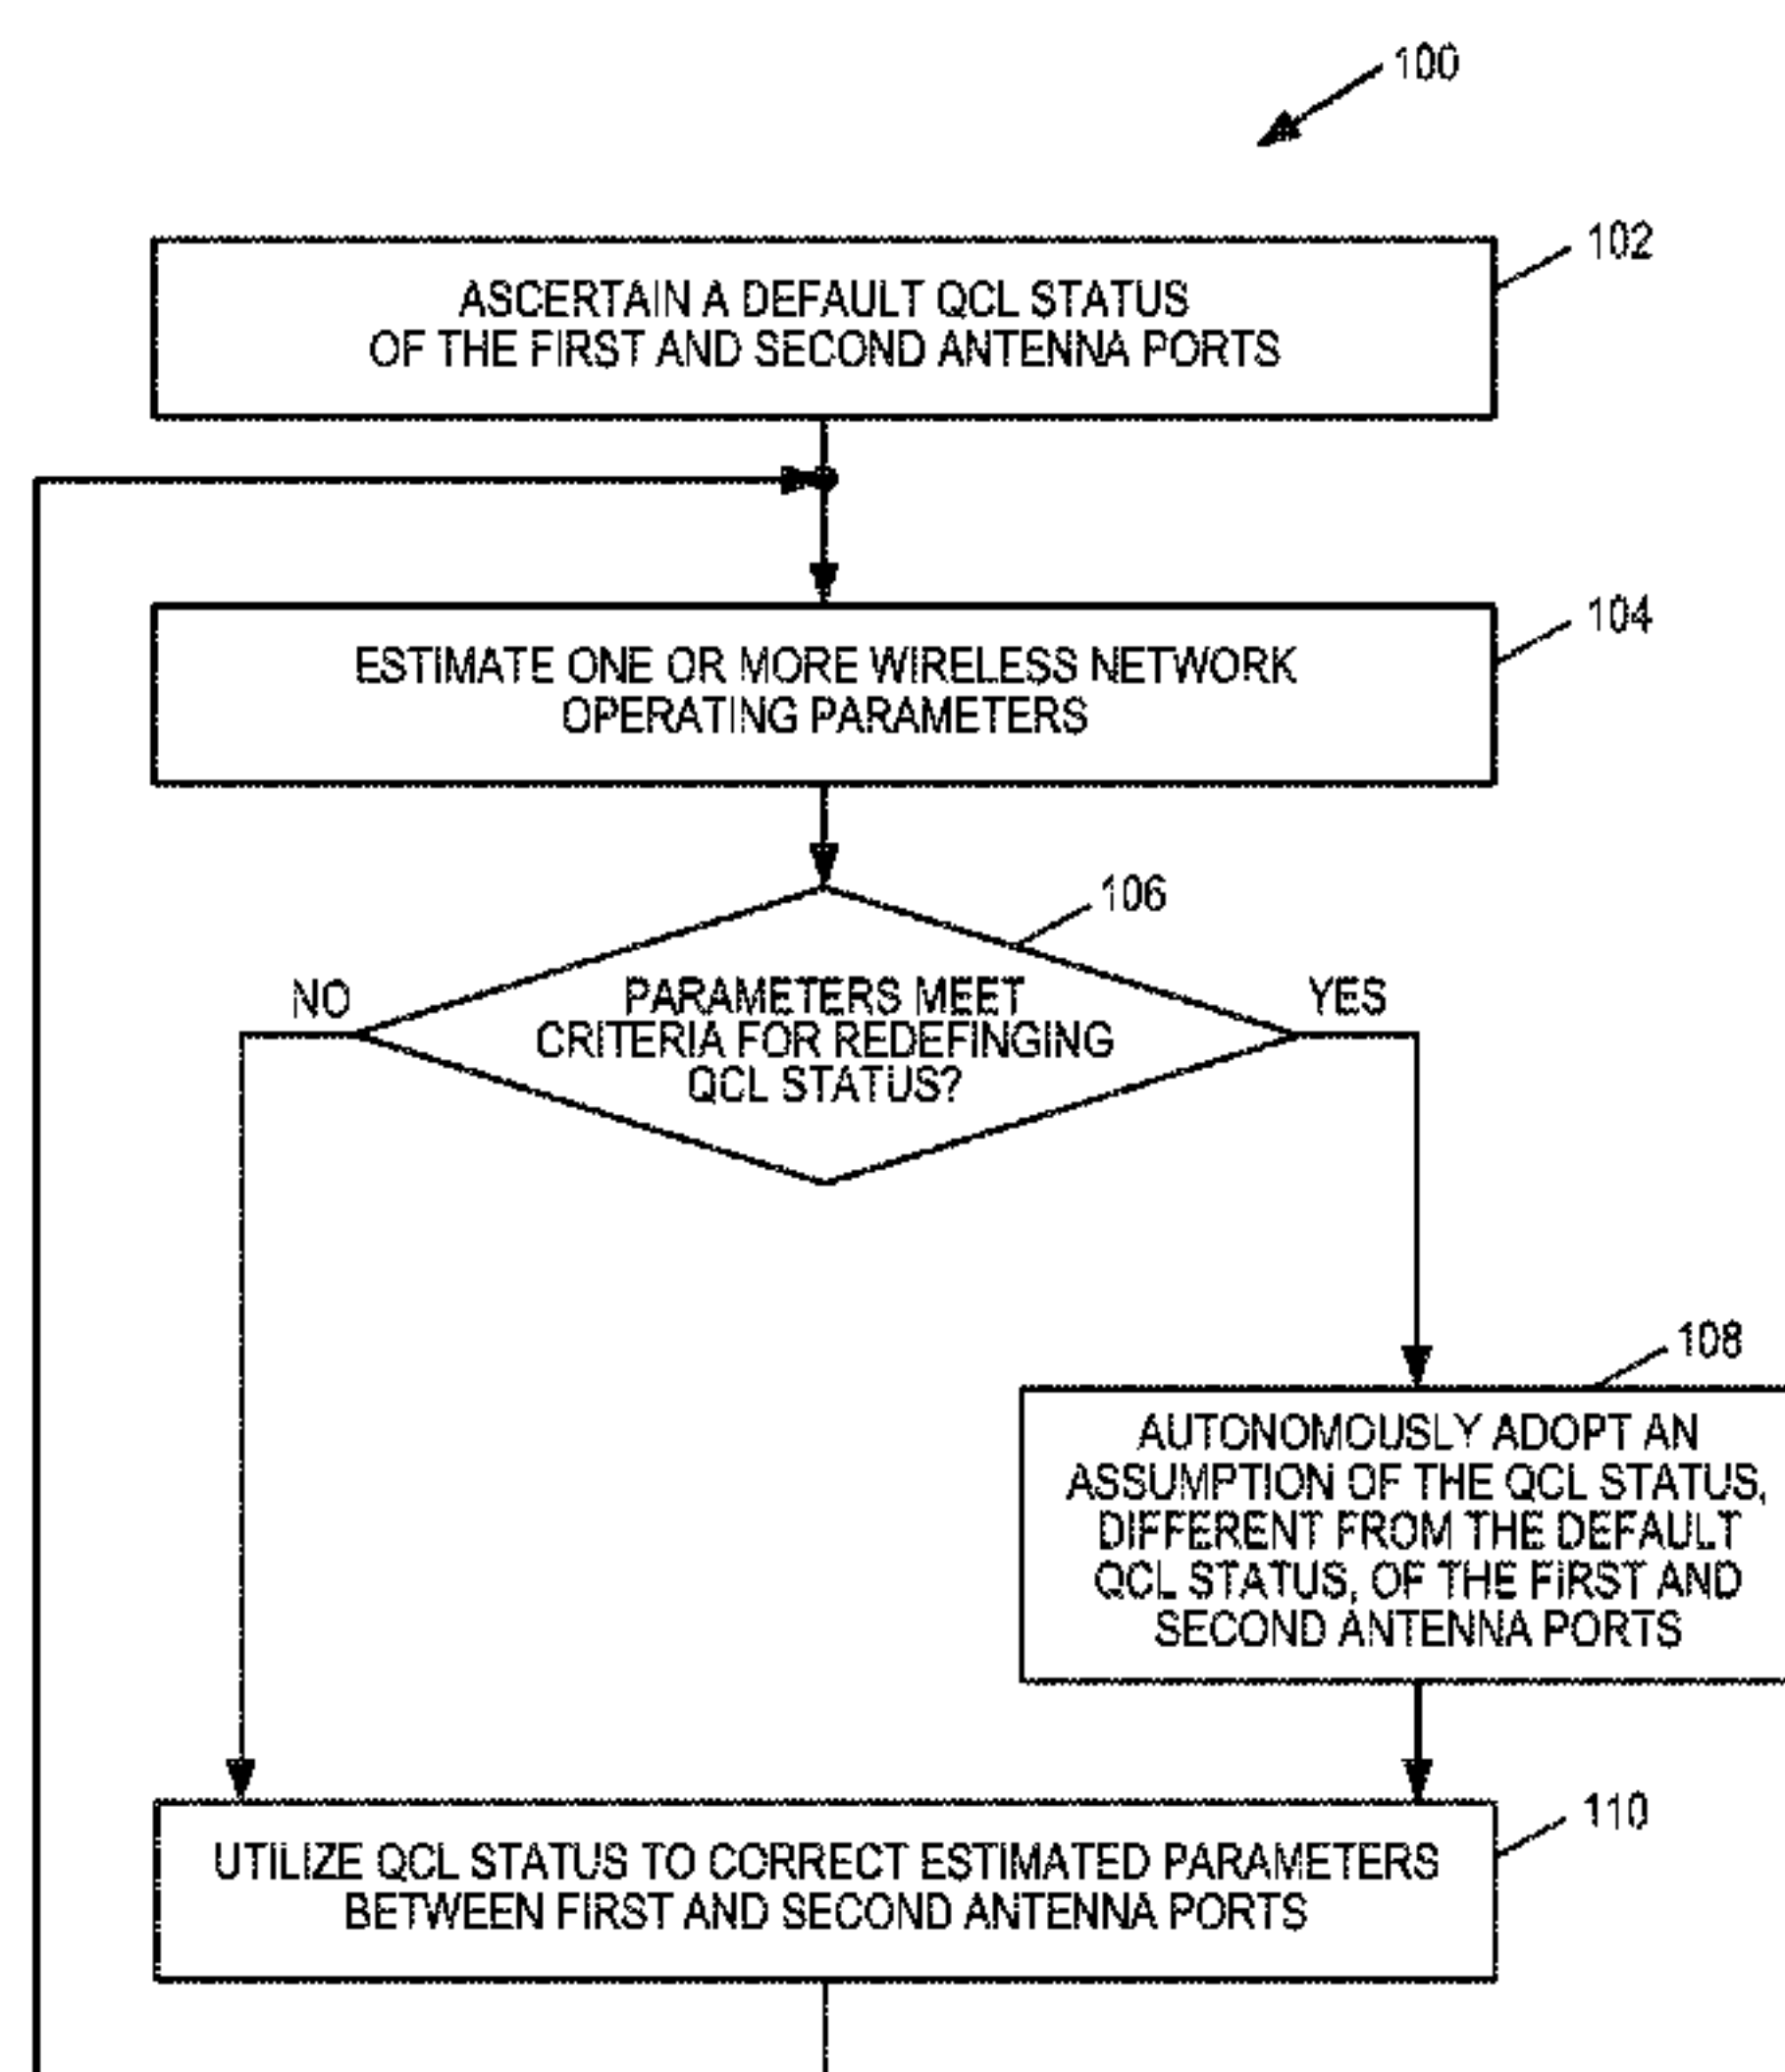 100
102
ASCERTAIN A DEFAULT QCL STATUS
OF THE FIRST AND SECOND ANTENNA PORTS
104
ESTIMATE ONE OR MORE WIRELESS NETWORK
OPERATING PARAMETERS
106
NO
PARAMETERS MEET
CRITERIA FOR REDEFINGING
QCL STATUS?
YES
108
AUTONOMOUSLY ADOPT AN
ASSUMPTION OF THE QCL STATUS,
DIFFERENT FROM THE DEFAULT
QCL STATUS, OF THE FIRST AND
SECOND ANTENNA PORTS
110
UTILIZE QCL STATUS TO CORRECT ESTIMATED PARAMETERS
BETWEEN FIRST AND SECOND ANTENNA PORTS